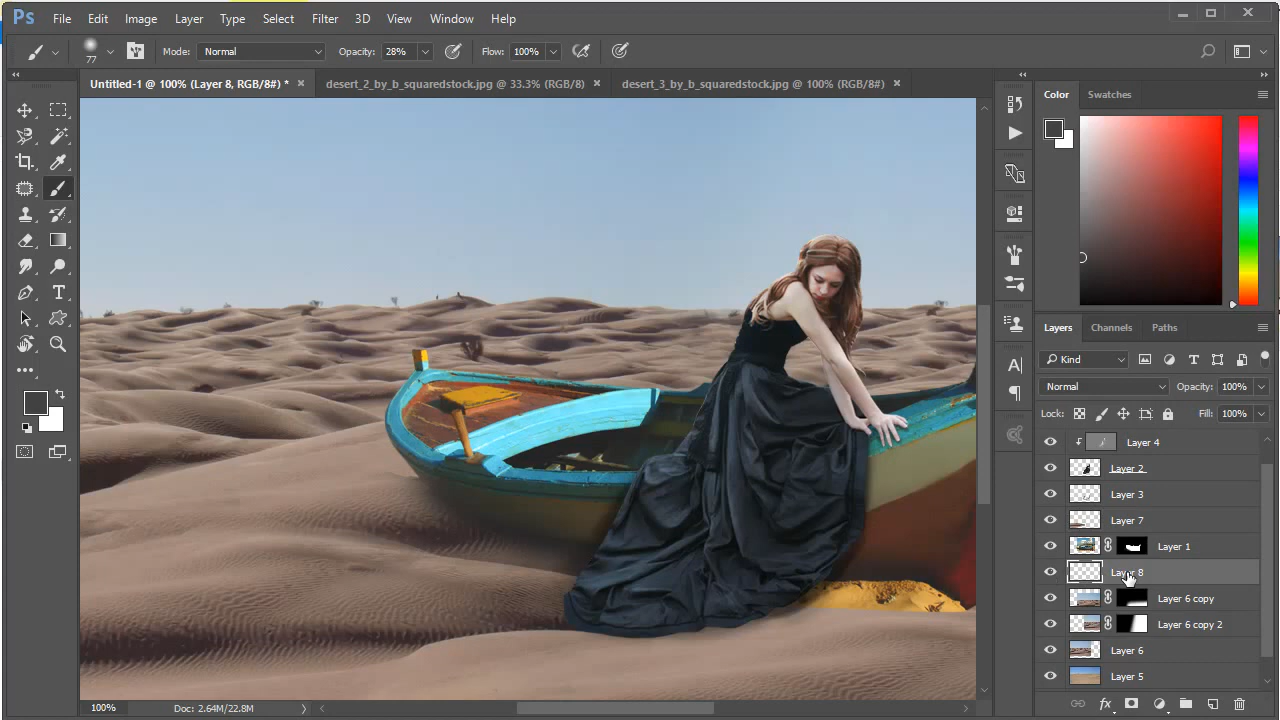 Ps File Edit Image Layer Type Select Filter 3D View Window Help
77 Mode: Normal Opacity: 28% Flow: 100%
Untitled-1 @ 100% (Layer 8, RGB/8#) * × desert_2_by_b_squaredstock.jpg @ 33.3% (RGB/8) × desert_3_by_b_squaredstock.jpg @ 100% (RGB/8#) ×
Color Swatches
Layers Channels Paths
Kind
Normal Opacity: 100%
Lock: Fill: 100%
Layer 4
Layer 2
Layer 3
Layer 7
Layer 1
Layer 8
Layer 6 copy
Layer 6 copy 2
Layer 6
Layer 5
100% Doc: 2.64M/22.8M
fx